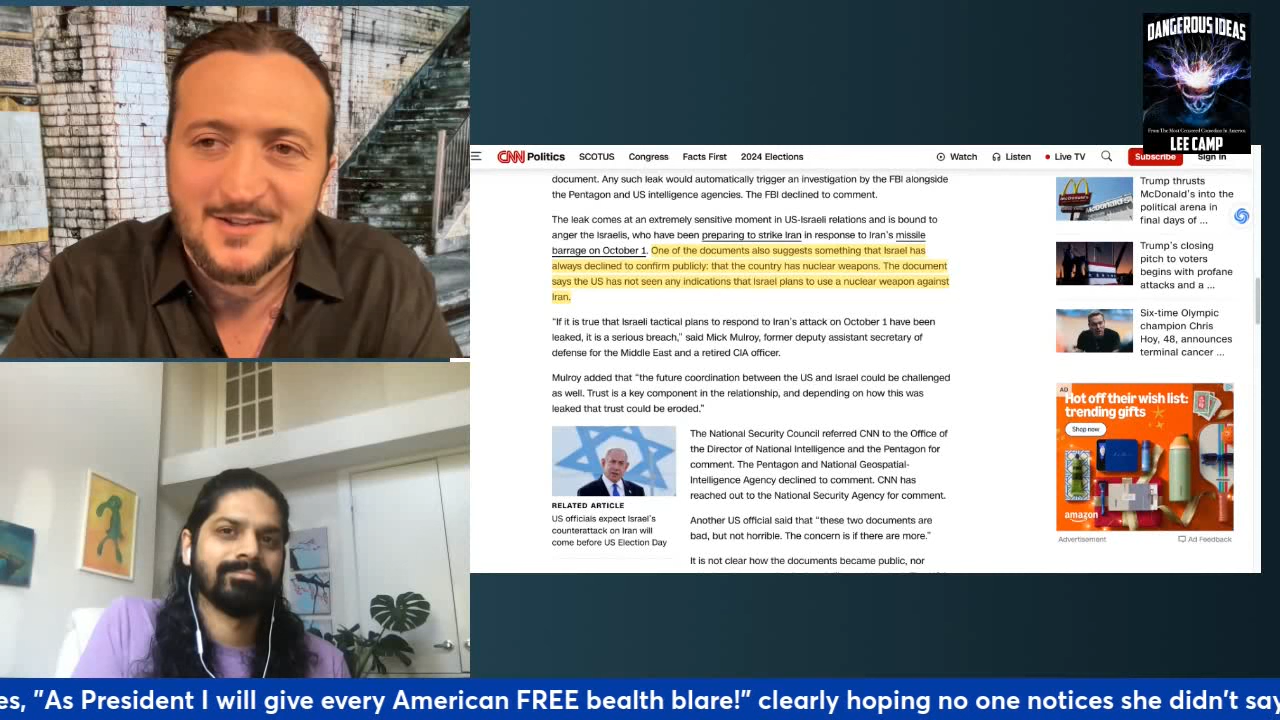 DANGEROUS IDEAS
From The Most Censored Comedian In America
LEE CAMP
CNN Politics SCOTUS Congress Facts First 2024 Elections Watch Listen Live TV Subscribe Sign in
document. Any such leak would automatically trigger an investigation by the FBI alongside
the Pentagon and US intelligence agencies. The FBI declined to comment.
The leak comes at an extremely sensitive moment in US-Israeli relations and is bound to
anger the Israelis, who have been preparing to strike Iran in response to Iran's missile
barrage on October 1. One of the documents also suggests something that Israel has
always declined to confirm publicly: that the country has nuclear weapons. The document
says the US has not seen any indications that Israel plans to use a nuclear weapon against
Iran.
"If it is true that Israeli tactical plans to respond to Iran's attack on October 1 have been
leaked, it is a serious breach," said Mick Mulroy, former deputy assistant secretary of
defense for the Middle East and a retired CIA officer.
Mulroy added that "the future coordination between the US and Israel could be challenged
as well. Trust is a key component in the relationship, and depending on how this was
leaked that trust could be eroded."
RELATED ARTICLE
US officials expect Israel's
counterattack on Iran will
come before US Election Day
The National Security Council referred CNN to the Office of
the Director of National Intelligence and the Pentagon for
comment. The Pentagon and National Geospatial-
Intelligence Agency declined to comment. CNN has
reached out to the National Security Agency for comment.
Another US official said that "these two documents are
bad, but not horrible. The concern is if there are more."
It is not clear how the documents became public, nor
Trump thrusts
McDonald's into the
political arena in
final days of ...
Trump's closing
pitch to voters
begins with profane
attacks and a ...
Six-time Olympic
champion Chris
Hoy, 48, announces
terminal cancer ...
AD
Hot off their wish list:
trending gifts
Shop now
amazon
Advertisement Ad Feedback
es, "As President I will give every American FREE bealth blare!" clearly hoping no one notices she didn't say